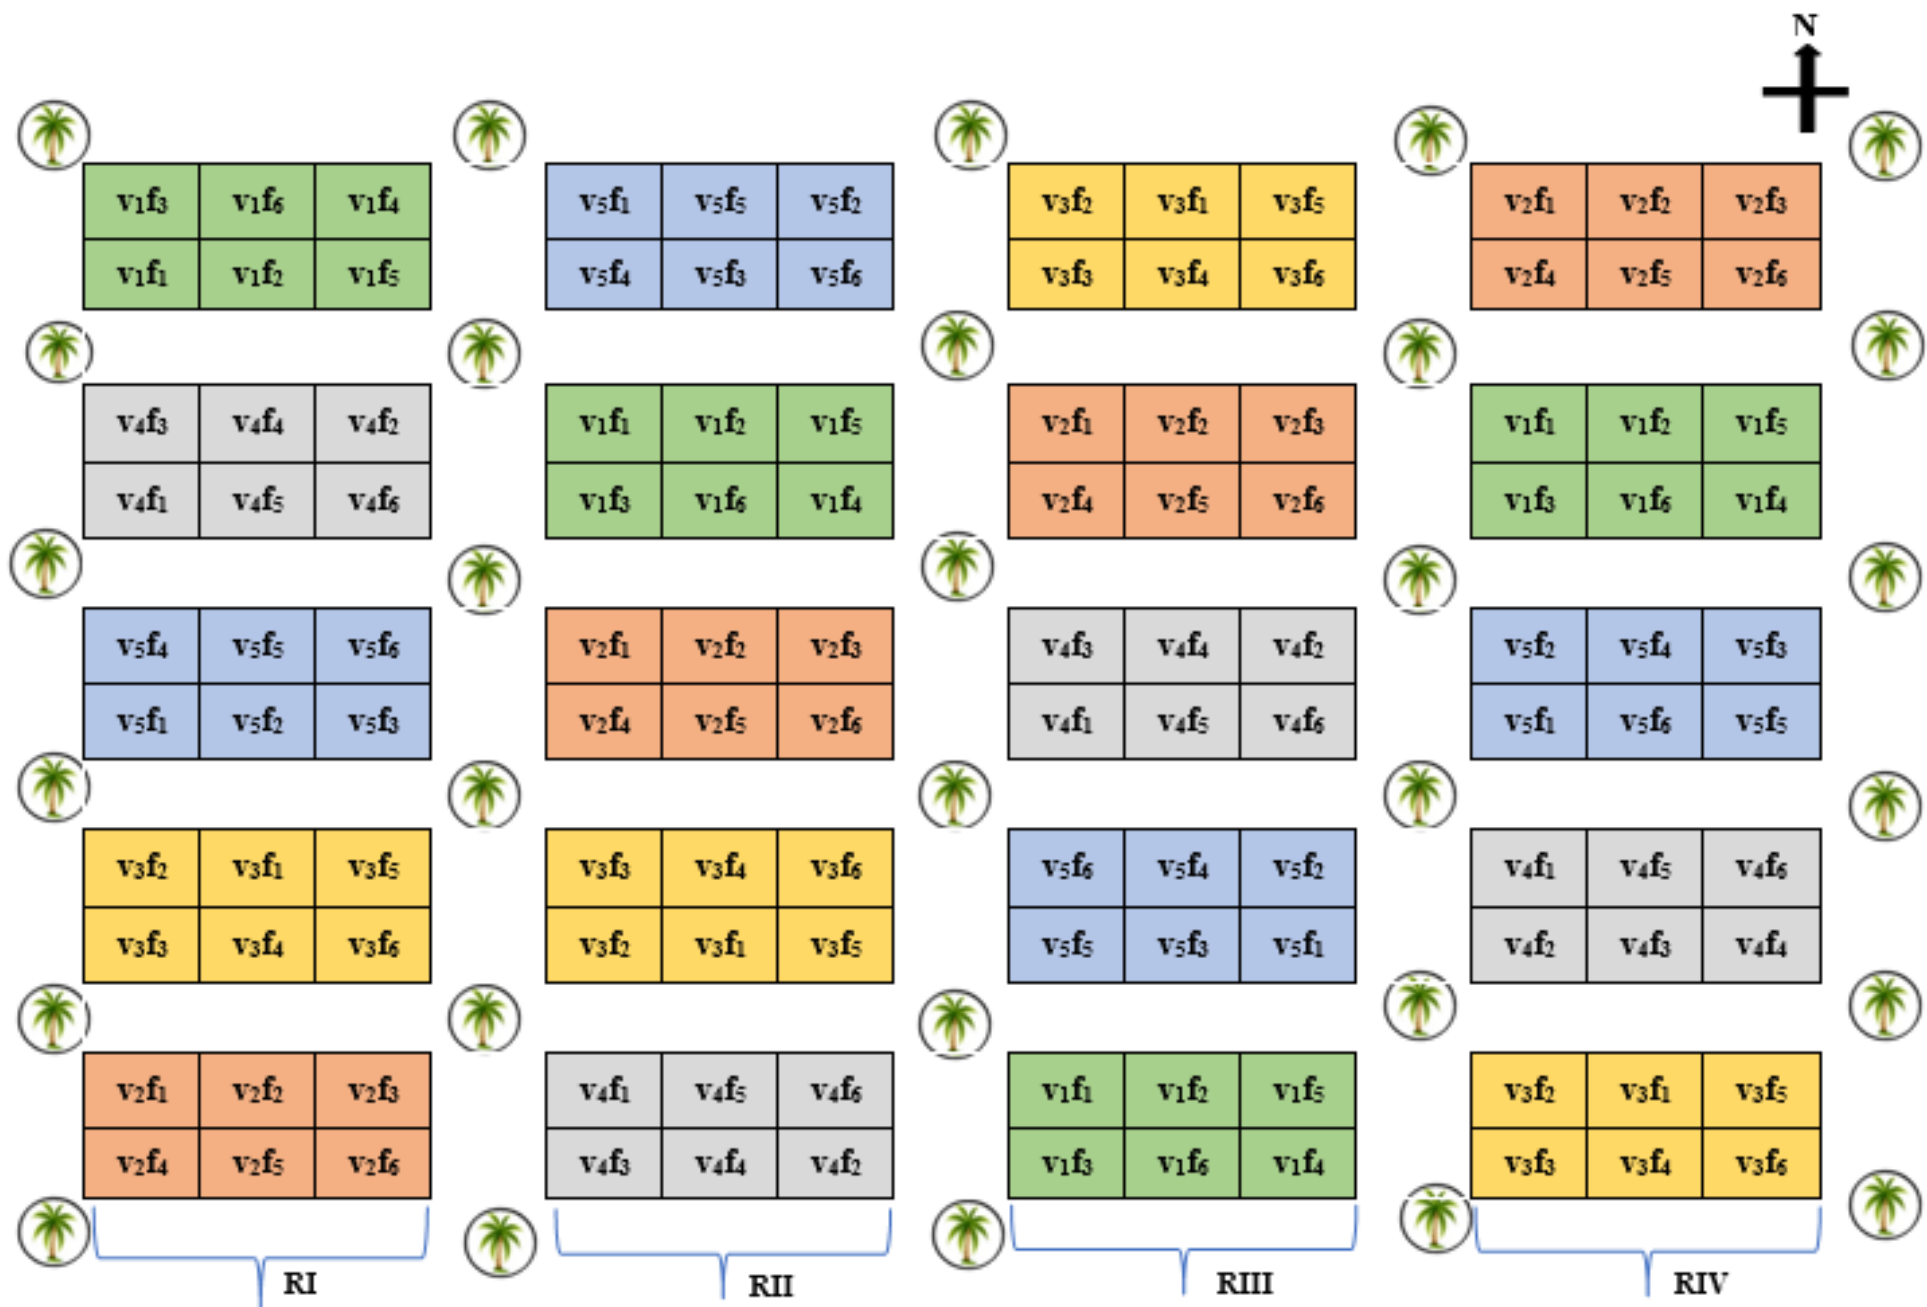 N
v₁f₃ v₁f₆ v₁f₄ v₅f₁ v₅f₅ v₅f₂ v₃f₂ v₃f₁ v₃f₅ v₂f₁ v₂f₂ v₂f₃
v₁f₁ v₁f₂ v₁f₅ v₅f₄ v₅f₃ v₅f₆ v₃f₃ v₃f₄ v₃f₆ v₂f₄ v₂f₅ v₂f₆
v₄f₃ v₄f₄ v₄f₂ v₁f₁ v₁f₂ v₁f₅ v₂f₁ v₂f₂ v₂f₃ v₁f₁ v₁f₂ v₁f₅
v₄f₁ v₄f₅ v₄f₆ v₁f₃ v₁f₆ v₁f₄ v₂f₄ v₂f₅ v₂f₆ v₁f₃ v₁f₆ v₁f₄
v₅f₄ v₅f₅ v₅f₆ v₂f₁ v₂f₂ v₂f₃ v₄f₃ v₄f₄ v₄f₂ v₅f₂ v₅f₄ v₅f₃
v₅f₁ v₅f₂ v₅f₃ v₂f₄ v₂f₅ v₂f₆ v₄f₁ v₄f₅ v₄f₆ v₅f₁ v₅f₆ v₅f₅
v₃f₂ v₃f₁ v₃f₅ v₃f₃ v₃f₄ v₃f₆ v₅f₆ v₅f₄ v₅f₂ v₄f₁ v₄f₅ v₄f₆
v₃f₃ v₃f₄ v₃f₆ v₃f₂ v₃f₁ v₃f₅ v₅f₅ v₅f₃ v₅f₁ v₄f₂ v₄f₃ v₄f₄
v₂f₁ v₂f₂ v₂f₃ v₄f₁ v₄f₅ v₄f₆ v₁f₁ v₁f₂ v₁f₅ v₃f₂ v₃f₁ v₃f₅
v₂f₄ v₂f₅ v₂f₆ v₄f₃ v₄f₄ v₄f₂ v₁f₃ v₁f₆ v₁f₄ v₃f₃ v₃f₄ v₃f₆
RI RII RIII RIV